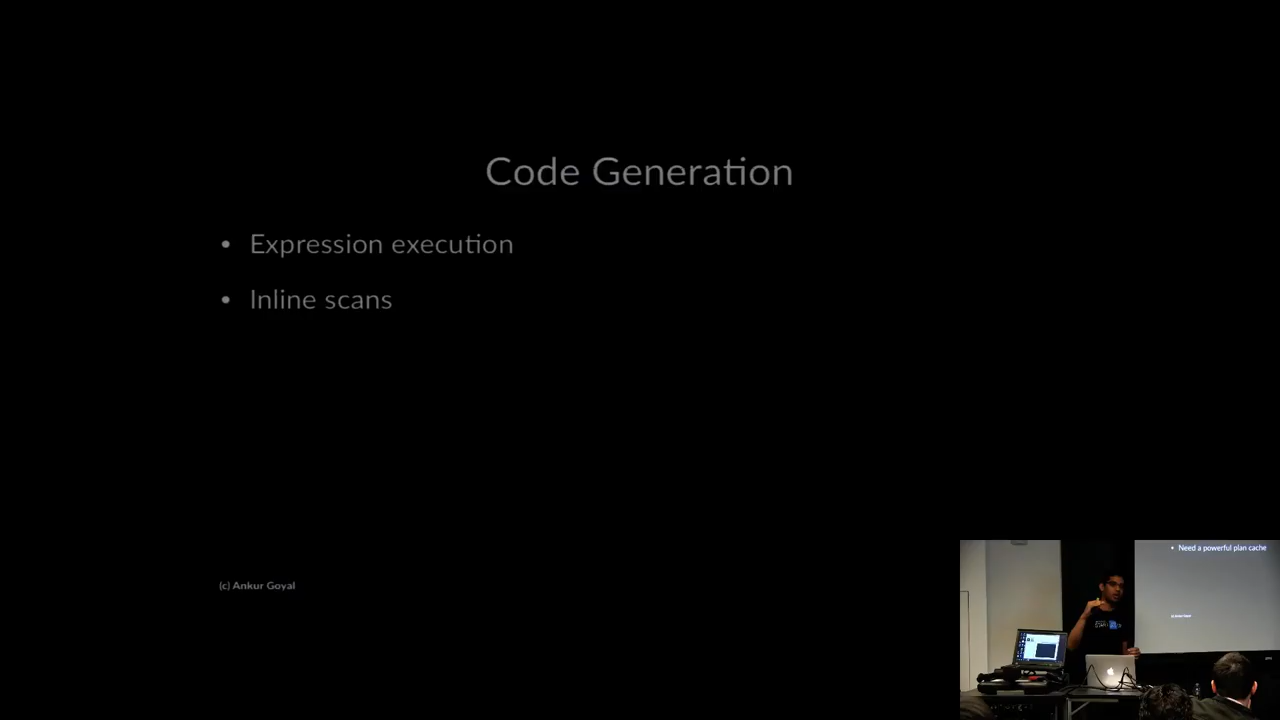 Code Generation
• Expression execution
• Inline scans
(c) Ankur Goyal
• Need a powerful plan cache